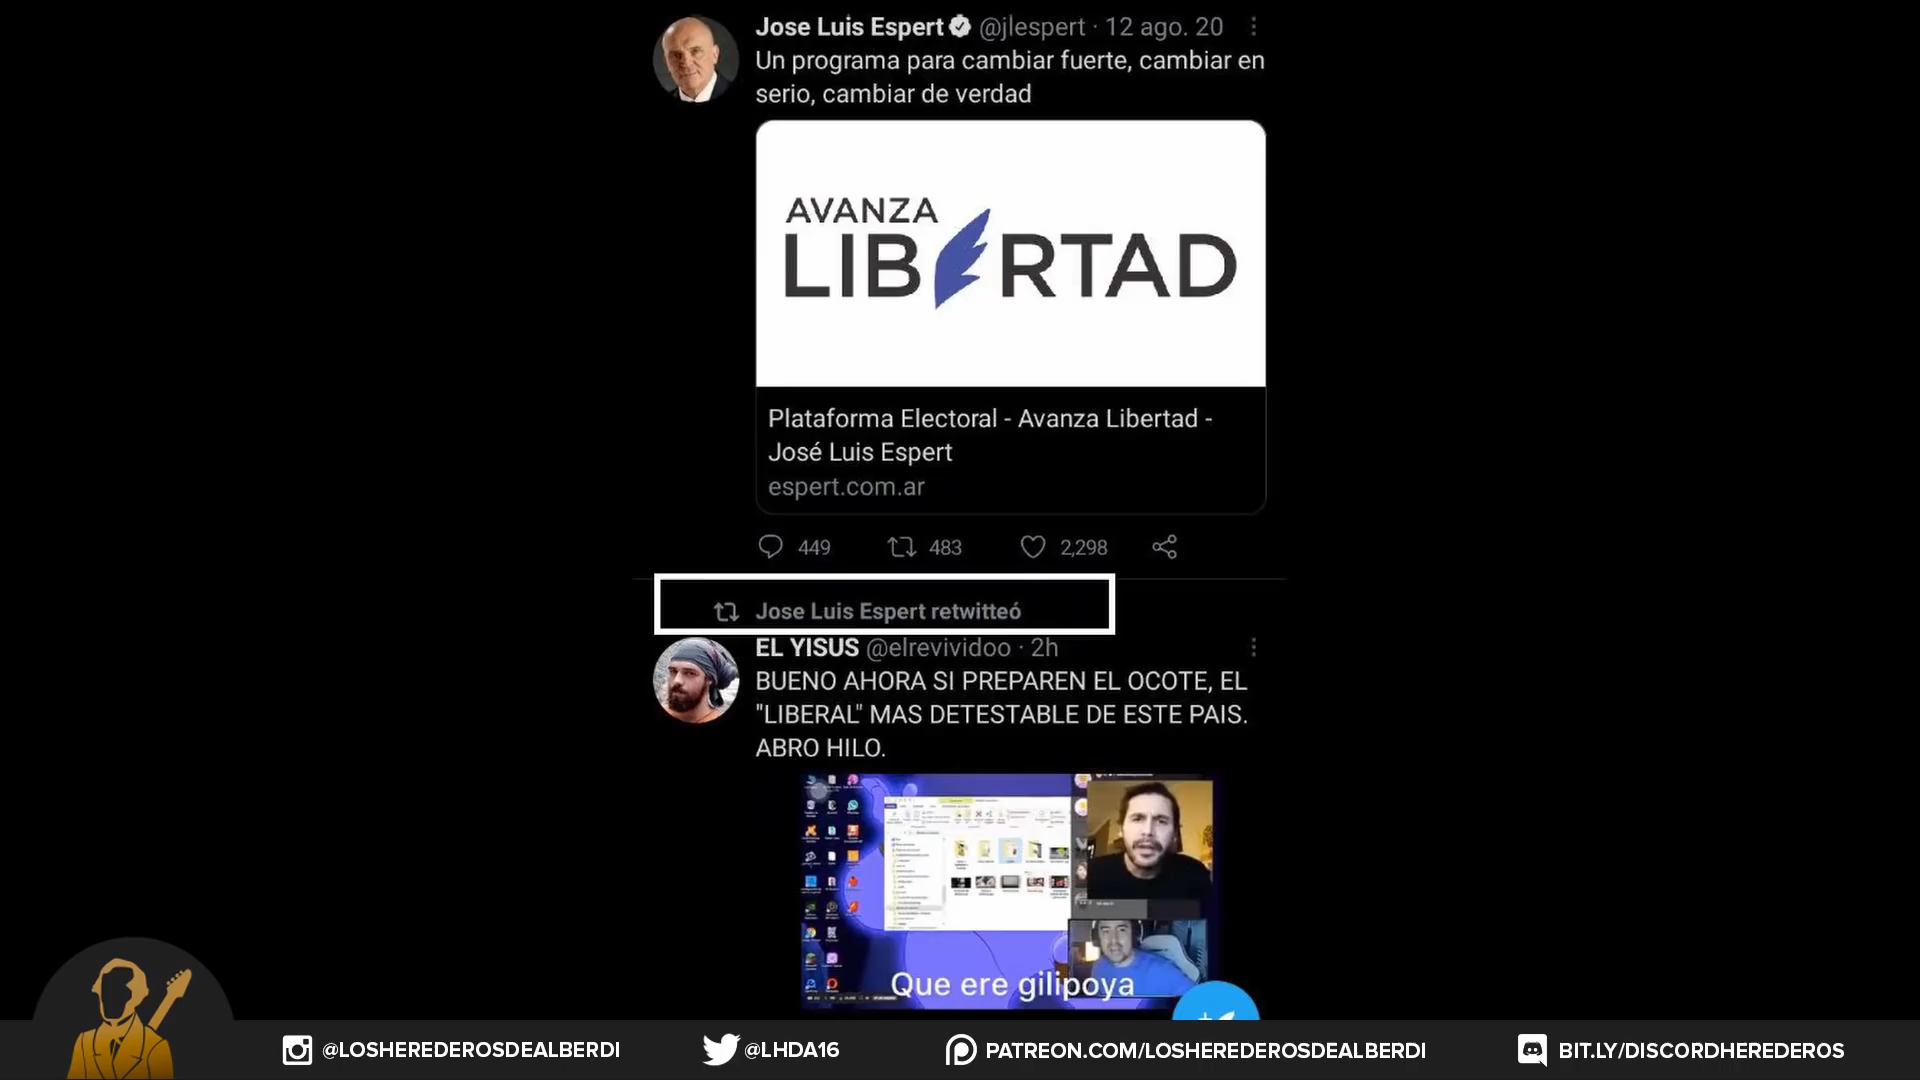 Jose Luis Espert @jlespert · 12 ago. 20
Un programa para cambiar fuerte, cambiar en
serio, cambiar de verdad
AVANZA
LIBERTAD
Plataforma Electoral - Avanza Libertad -
José Luis Espert
espert.com.ar
449 483 2,298
Jose Luis Espert retwitteó
EL YISUS @elrevividoo · 2h
BUENO AHORA SI PREPAREN EL OCOTE, EL
"LIBERAL" MAS DETESTABLE DE ESTE PAIS.
ABRO HILO.
Que ere gilipoya
@LOSHEREDEROSDEALBERDI @LHDA16 PATREON.COM/LOSHEREDEROSDEALBERDI BIT.LY/DISCORDHEREDEROS